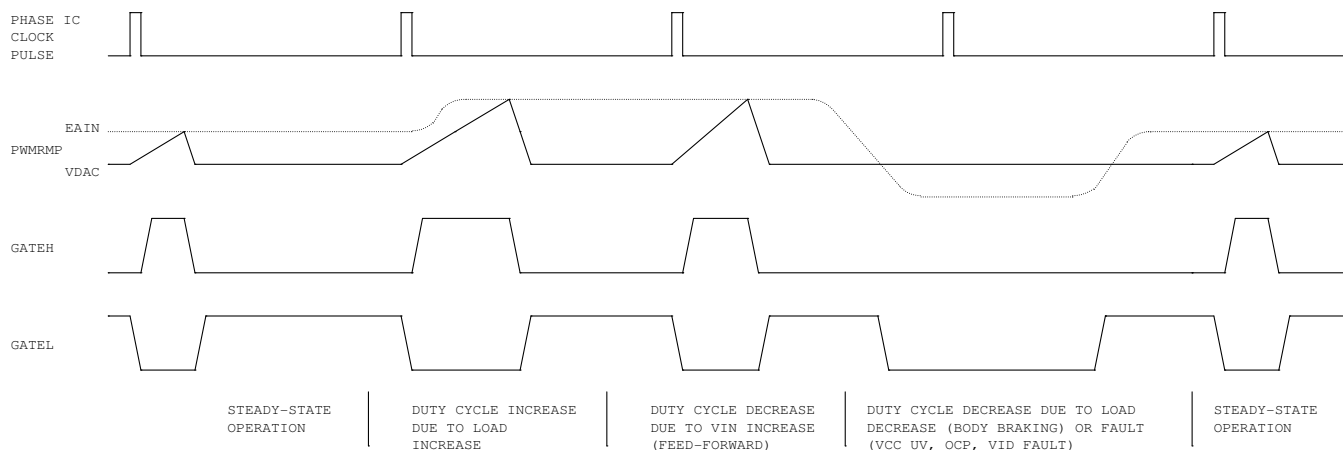 PHASE IC
CLOCK
PULSE
EAIN
PWMRMP
VDAC
GATEH
GATEL
STEADY-STATE
OPERATION
DUTY CYCLE INCREASE
DUE TO LOAD
INCREASE
DUTY CYCLE DECREASE
DUE TO VIN INCREASE
(FEED-FORWARD)
DUTY CYCLE DECREASE DUE TO LOAD
DECREASE (BODY BRAKING) OR FAULT
(VCC UV, OCP, VID FAULT)
STEADY-STATE
OPERATION